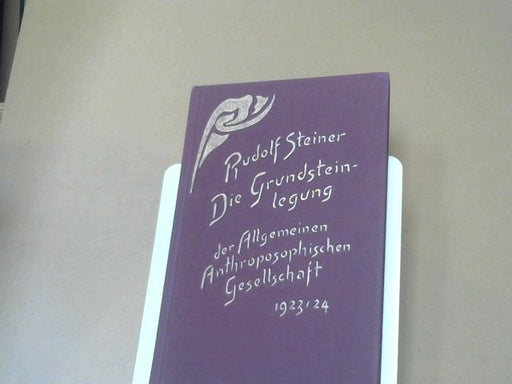 Rudolf Steiner
Die Grundstein-
legung
der Allgemeinen
Anthroposophischen
Gesellschaft
1923/24